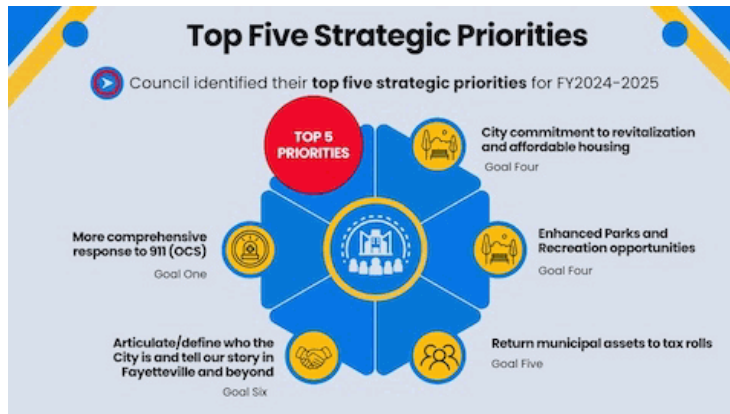 Top Five Strategic Priorities
Council identified their top five strategic priorities for FY2024-2025
TOP 5
PRIORITIES
City commitment to revitalization
and affordable housing
Goal Four
More comprehensive
response to 911 (OCS)
Goal One
Enhanced Parks and
Recreation opportunities
Goal Four
Articulate/define who the
City is and tell our story in
Fayetteville and beyond
Goal Six
Return municipal assets to tax rolls
Goal Five